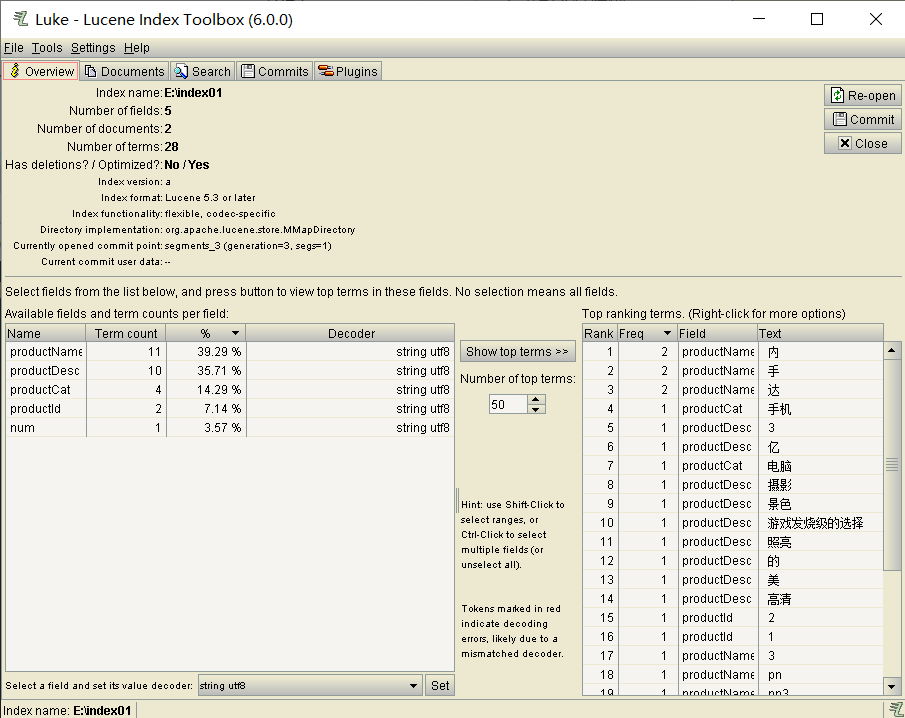 Luke - Lucene Index Toolbox (6.0.0)
File Tools Settings Help
Overview Documents Search Commits Plugins
Index name: E:\index01
Number of fields: 5
Number of documents: 2
Number of terms: 28
Has deletions? / Optimized?: No / Yes
Index version: a
Index format: Lucene 5.3 or later
Index functionality: flexible, codec-specific
Directory implementation: org.apache.lucene.store.MMapDirectory
Currently opened commit point: segments_3 (generation=3, segs=1)
Current commit user data: --
Re-open
Commit
Close
Select fields from the list below, and press button to view top terms in these fields. No selection means all fields.
Available fields and term counts per field:
Name Term count % Decoder
productName 11 39.29 % string utf8
productDesc 10 35.71 % string utf8
productCat 4 14.29 % string utf8
productId 2 7.14 % string utf8
num 1 3.57 % string utf8
Show top terms >>
Number of top terms:
50
Hint: use Shift-Click to
select ranges, or
Ctrl-Click to select
multiple fields (or
unselect all).
Tokens marked in red
indicate decoding
errors, likely due to a
mismatched decoder.
Top ranking terms. (Right-click for more options)
Rank Freq Field Text
1 2 productName 内
2 2 productName 手
3 2 productName 达
4 1 productCat 手机
5 1 productDesc 3
6 1 productDesc 亿
7 1 productCat 电脑
8 1 productDesc 摄影
9 1 productDesc 景色
10 1 productDesc 游戏发烧级的选择
11 1 productDesc 照亮
12 1 productDesc 的
13 1 productDesc 美
14 1 productDesc 高清
15 1 productId 2
16 1 productId 1
17 1 productName 3
18 1 productName pn
19 1 productName pn3
Select a field and set its value decoder: string utf8 Set
Index name: E:\index01